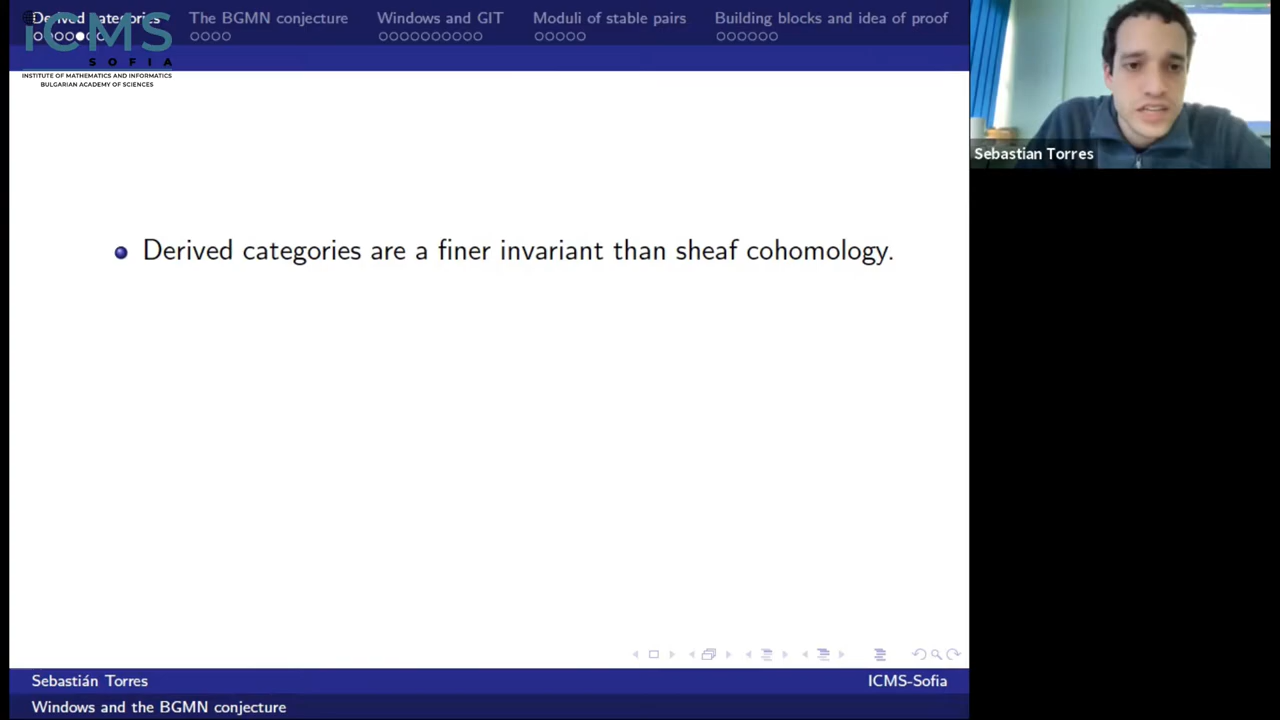 Derived categories
The BGMN conjecture
Windows and GIT
Moduli of stable pairs
Building blocks and idea of proof
ICMS
SOFIA
INSTITUTE OF MATHEMATICS AND INFORMATICS
BULGARIAN ACADEMY OF SCIENCES
Sebastian Torres
Derived categories are a finer invariant than sheaf cohomology.
Sebastián Torres
ICMS-Sofia
Windows and the BGMN conjecture